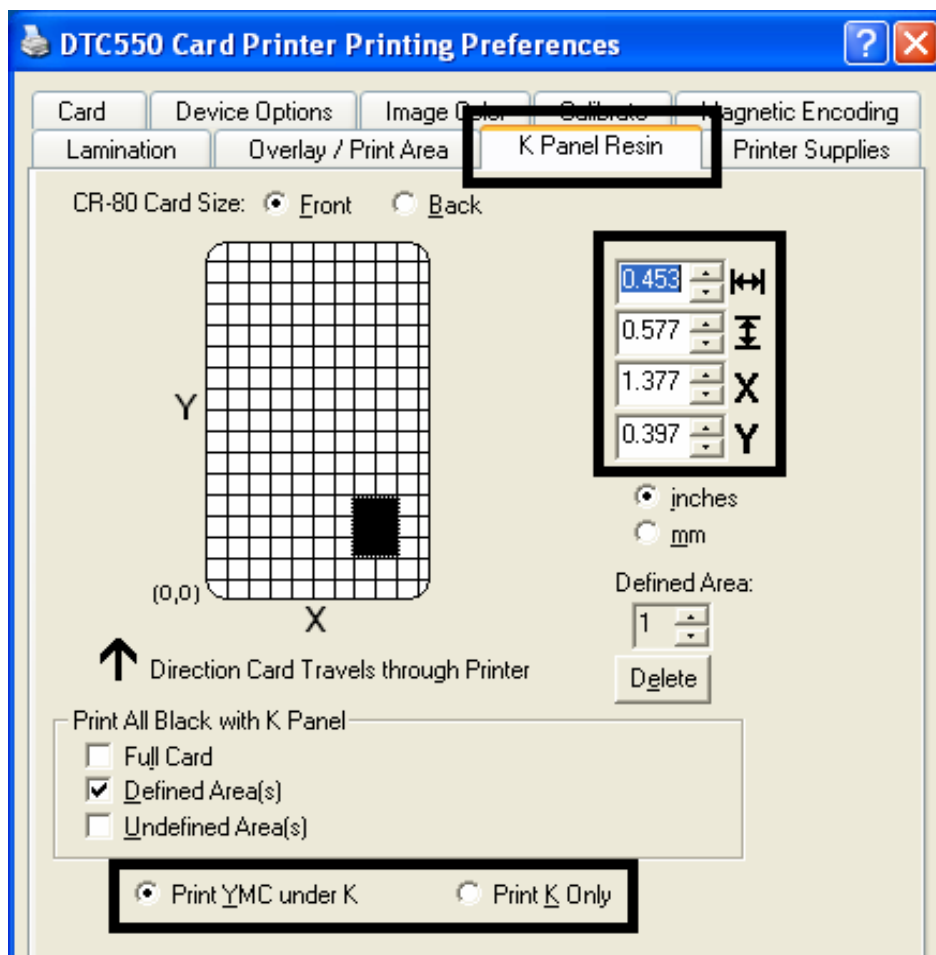 DTC550 Card Printer Printing Preferences
Card Device Options Image Color Calibrate Magnetic Encoding
Lamination Overlay / Print Area K Panel Resin Printer Supplies
CR-80 Card Size: Front Back
0.453
0.577
1.377 X
0.397 Y
Y
inches
mm
(0,0)
X
Defined Area:
1
Direction Card Travels through Printer
Delete
Print All Black with K Panel
Full Card
Defined Area(s)
Undefined Area(s)
Print YMC under K Print K Only